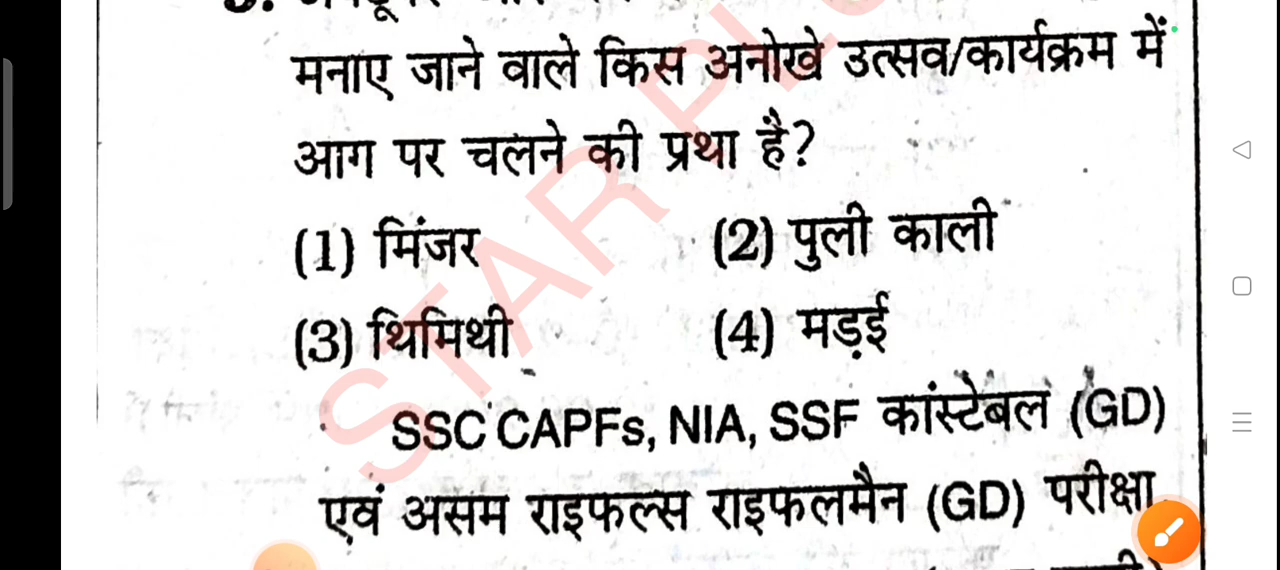 मनाए जाने वाले किस अनोखे उत्सव/कार्यक्रम में
आग पर चलने की प्रथा है?
(1) मिंजर (2) पुली काली
(3) थिमिथी (4) मड़ई
SSC CAPFs, NIA, SSF कांस्टेबल (GD)
एवं असम राइफल्स राइफलमैन (GD) परीक्षा
STAR